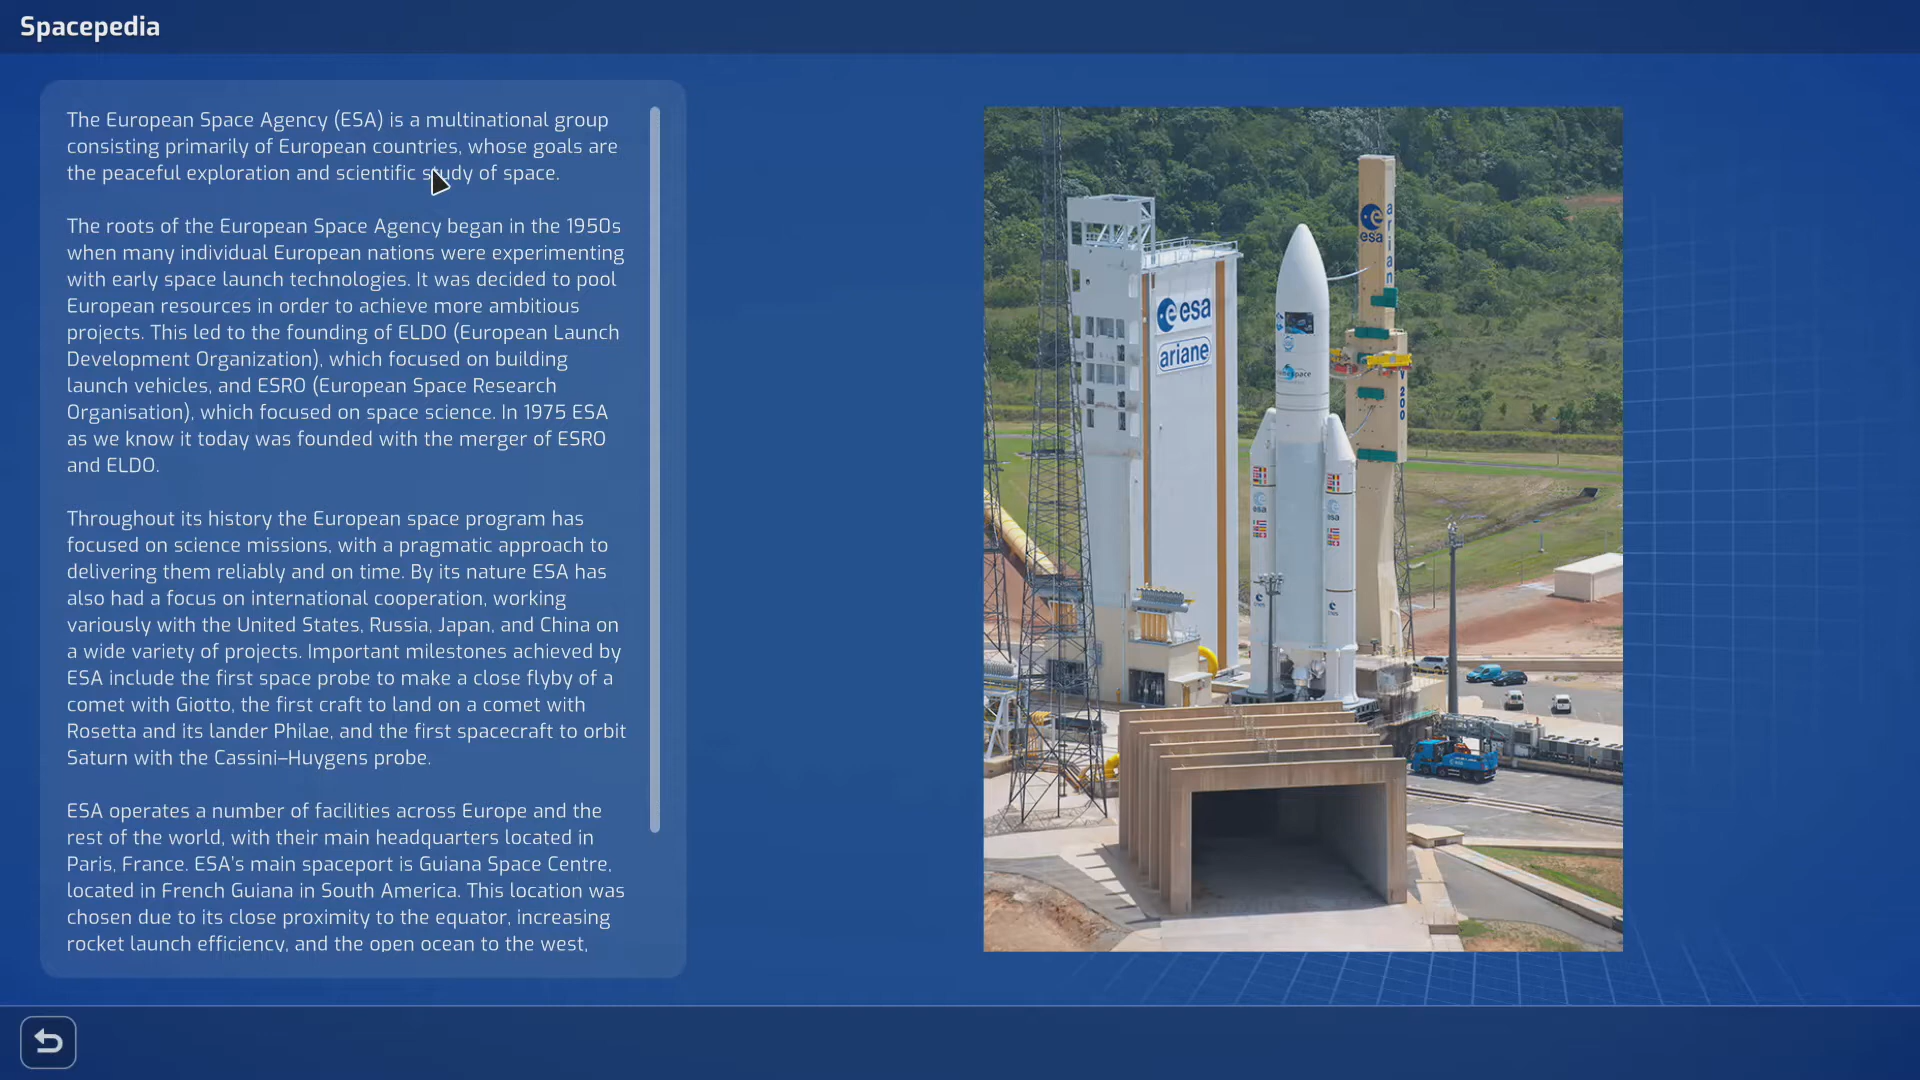 Spacepedia
The European Space Agency (ESA) is a multinational group
consisting primarily of European countries, whose goals are
the peaceful exploration and scientific study of space.
The roots of the European Space Agency began in the 1950s
when many individual European nations were experimenting
with early space launch technologies. It was decided to pool
European resources in order to achieve more ambitious
projects. This led to the founding of ELDO (European Launch
Development Organization), which focused on building
launch vehicles, and ESRO (European Space Research
Organisation), which focused on space science. In 1975 ESA
as we know it today was founded with the merger of ESRO
and ELDO.
Throughout its history the European space program has
focused on science missions, with a pragmatic approach to
delivering them reliably and on time. By its nature ESA has
also had a focus on international cooperation, working
variously with the United States, Russia, Japan, and China on
a wide variety of projects. Important milestones achieved by
ESA include the first space probe to make a close flyby of a
comet with Giotto, the first craft to land on a comet with
Rosetta and its lander Philae, and the first spacecraft to orbit
Saturn with the Cassini–Huygens probe.
ESA operates a number of facilities across Europe and the
rest of the world, with their main headquarters located in
Paris, France. ESA's main spaceport is Guiana Space Centre,
located in French Guiana in South America. This location was
chosen due to its close proximity to the equator, increasing
rocket launch efficiency, and the open ocean to the west,
esa
ariane
esa
arian
200
esa
esa